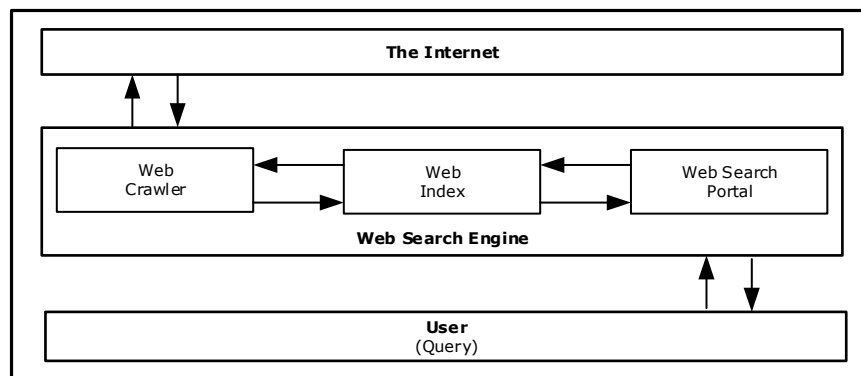 The Internet
Web
Crawler
Web
Index
Web Search
Portal
Web Search Engine
User
(Query)